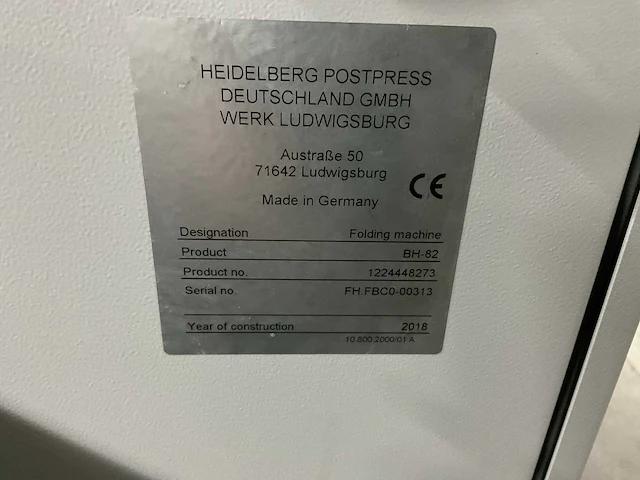 HEIDELBERG POSTPRESS
DEUTSCHLAND GMBH
WERK LUDWIGSBURG
Austraße 50
71642 Ludwigsburg
CE
Made in Germany
Designation Folding machine
Product BH-82
Product no. 1224448273
Serial no. FH.FBC0-00313
Year of construction 2018
10.800.2000/01 A